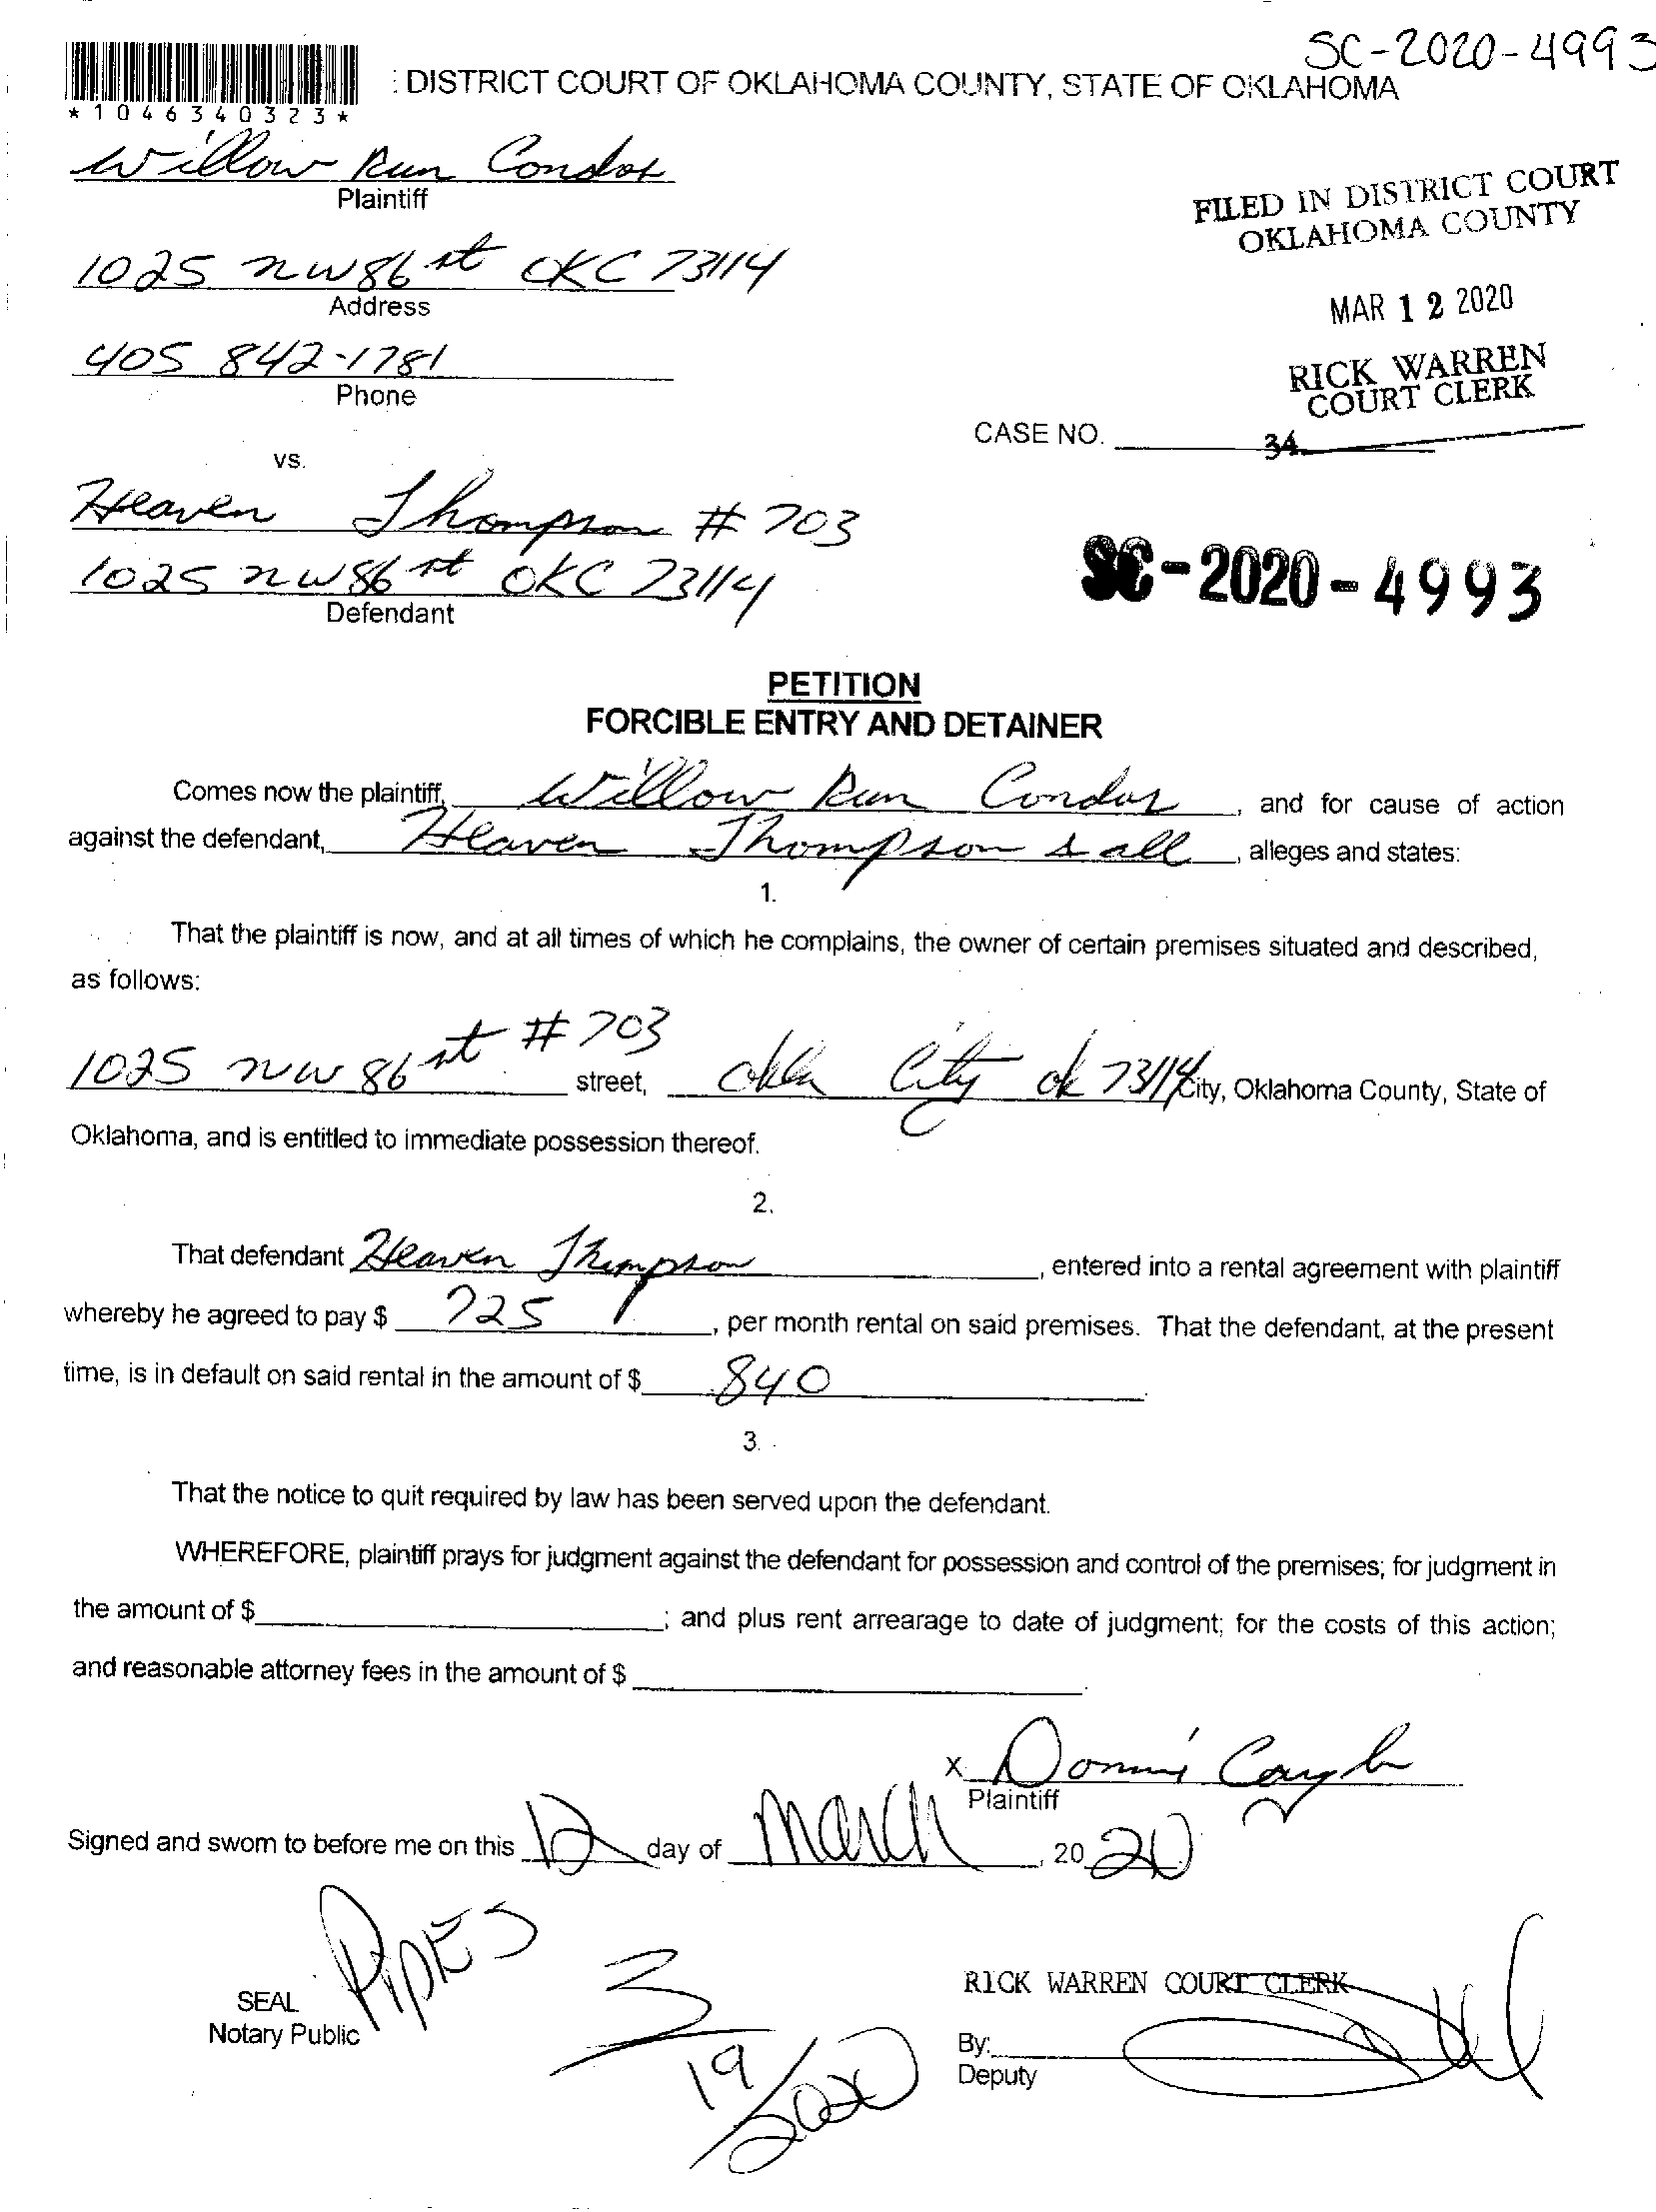 SC-2020-4993
: DISTRICT COURT OF OKLAHOMA COUNTY, STATE OF OKLAHOMA
*1046340323*
Willow Run Condos
Plaintiff
FILED IN DISTRICT COURT
OKLAHOMA COUNTY
1025 NW 86 st OKC 73114
Address
MAR 12 2020
405 842-1781
Phone
RICK WARREN
COURT CLERK
CASE NO.
34
vs.
Heaven Thompson # 703
1025 NW 86 st OKC 73114
Defendant
SC-2020-4993
PETITION
FORCIBLE ENTRY AND DETAINER
Comes now the plaintiff, Willow Run Condos, and for cause of action
against the defendant, Heaven Thompson & all, alleges and states:
1.
That the plaintiff is now, and at all times of which he complains, the owner of certain premises situated and described,
as follows:
1025 NW 86 st # 703 street, Okla City ok 73114 City, Oklahoma County, State of
Oklahoma, and is entitled to immediate possession thereof.
2.
That defendant Heaven Thompson, entered into a rental agreement with plaintiff
whereby he agreed to pay $ 725, per month rental on said premises. That the defendant, at the present
time, is in default on said rental in the amount of $ 840.
3.
That the notice to quit required by law has been served upon the defendant.
WHEREFORE, plaintiff prays for judgment against the defendant for possession and control of the premises; for judgment in
the amount of $ ; and plus rent arrearage to date of judgment; for the costs of this action;
and reasonable attorney fees in the amount of $ .
X Donni
Plaintiff
Signed and sworn to before me on this 12 day of March, 20 20
Pipes
3/19/2020
SEAL
Notary Public
RICK WARREN COURT CLERK
By:
Deputy